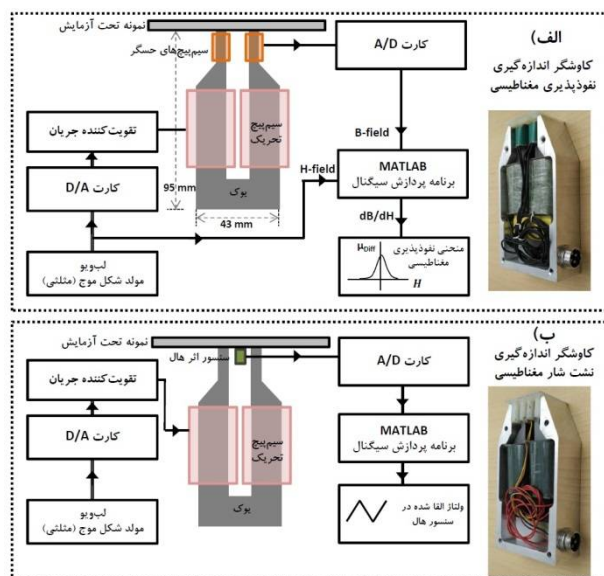 نمونه تحت آزمایش
سیم‌پیچ‌های حسگر
کارت A/D
الف)
کاوشگر اندازه‌گیری
نفوذپذیری مغناطیسی
تقویت‌کننده جریان
سیم‌پیچ
تحریک
B-field
H-field
MATLAB
برنامه پردازش سیگنال
کارت D/A
95 mm
یوک
dB/dH
43 mm
لب‌ویو
مولد شکل موج (مثلثی)
منحنی نفوذپذیری
مغناطیسی
μDiff
H
نمونه تحت آزمایش
سنسور اثر هال
کارت A/D
ب)
کاوشگر اندازه‌گیری
نشت شار مغناطیسی
تقویت‌کننده جریان
کارت D/A
سیم‌پیچ
تحریک
MATLAB
برنامه پردازش سیگنال
یوک
لب‌ویو
مولد شکل موج (مثلثی)
ولتاژ القا شده در
سنسور هال